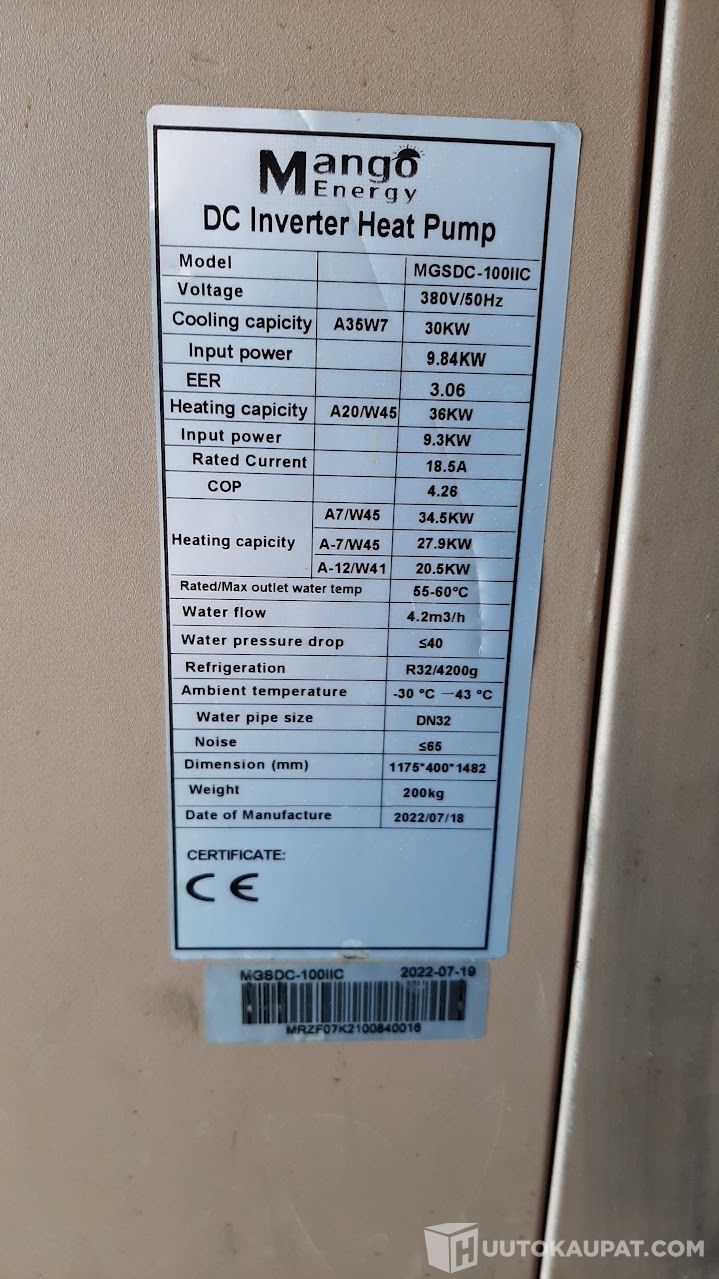 Mango
Energy
DC Inverter Heat Pump
Model MGSDC-100IIC
Voltage 380V/50Hz
Cooling capicity A35W7 30KW
Input power 9.84KW
EER 3.06
Heating capicity A20/W45 36KW
Input power 9.3KW
Rated Current 18.5A
COP 4.26
Heating capicity A7/W45 34.5KW
A-7/W45 27.9KW
A-12/W41 20.5KW
Rated/Max outlet water temp 55-60°C
Water flow 4.2m3/h
Water pressure drop ≤40
Refrigeration R32/4200g
Ambient temperature -30 °C —43 °C
Water pipe size DN32
Noise ≤65
Dimension (mm) 1175*400*1482
Weight 200kg
Date of Manufacture 2022/07/18
CERTIFICATE:
CE
MGSDC-100IIC 2022-07-19
MRZF07K2100840016
HUUTOKAUPAT.COM